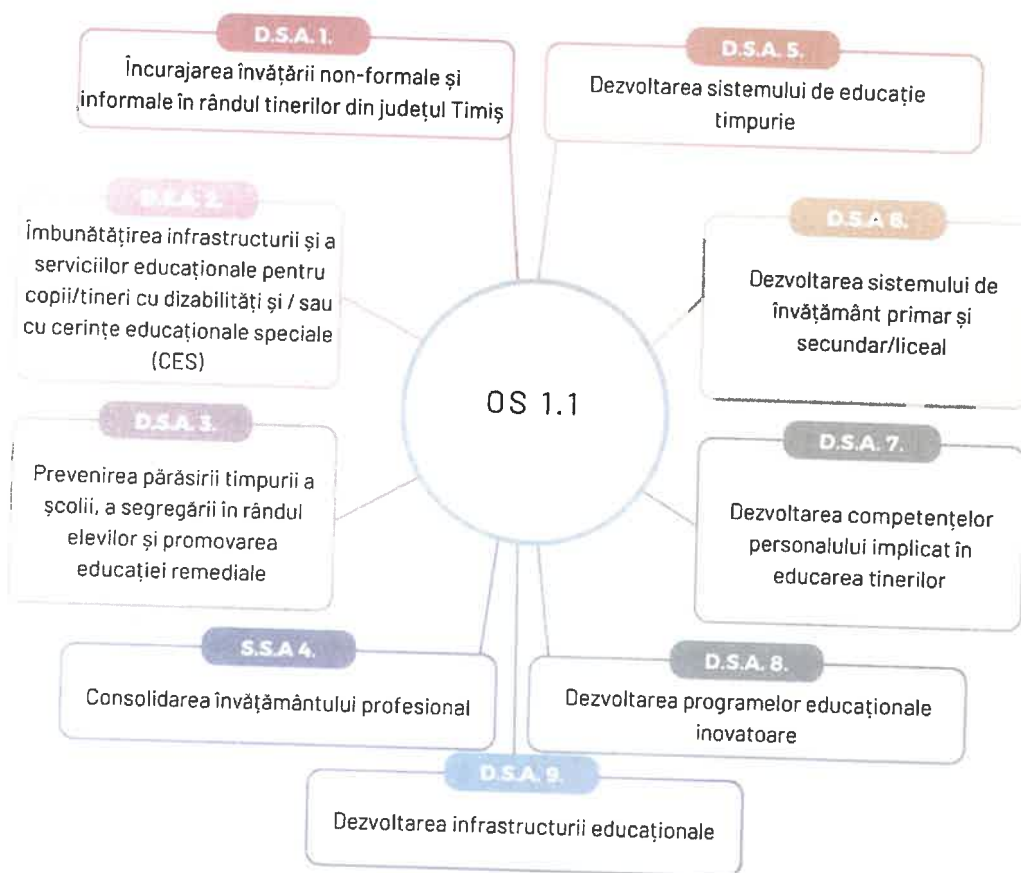 D.S.A. 1.
Încurajarea învățării non-formale și
informale în rândul tinerilor din județul Timiș
D.S.A. 5.
Dezvoltarea sistemului de educație
timpurie
D.S.A. 2.
Îmbunătățirea infrastructurii și a
serviciilor educaționale pentru
copii/tineri cu dizabilități și / sau
cu cerințe educaționale speciale
(CES)
D.S.A 6.
Dezvoltarea sistemului de
învățământ primar și
secundar/liceal
OS 1.1
D.S.A. 3.
Prevenirea părăsirii timpurii a
școlii, a segregării în rândul
elevilor și promovarea
educației remediale
D.S.A. 7.
Dezvoltarea competențelor
personalului implicat în
educarea tinerilor
S.S.A 4.
Consolidarea învățământului profesional
D.S.A. 8.
Dezvoltarea programelor educaționale
inovatoare
D.S.A. 9.
Dezvoltarea infrastructurii educaționale